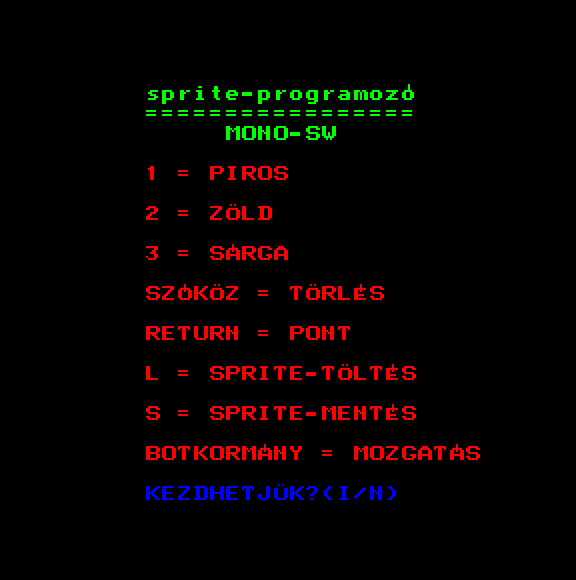 sprite-programozó
=================
MONO-SW
1 = PIROS
2 = ZÖLD
3 = SÁRGA
SZÓKÖZ = TÖRLÉS
RETURN = PONT
L = SPRITE-TÖLTÉS
S = SPRITE-MENTÉS
BOTKORMÁNY = MOZGATÁS
KEZDHETJÜK?(I/N)